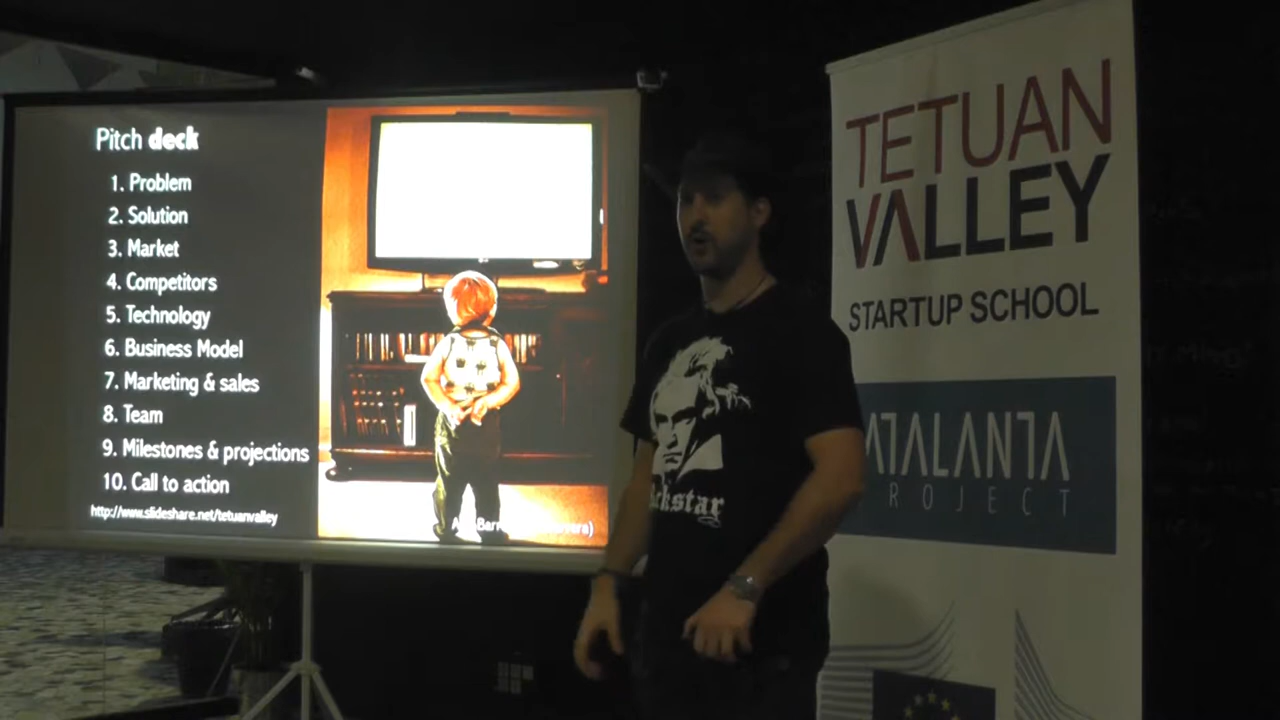 Pitch deck
1. Problem
2. Solution
3. Market
4. Competitors
5. Technology
6. Business Model
7. Marketing & sales
8. Team
9. Milestones & projections
10. Call to action
http://www.slideshare.net/tetuanvalley
TETUAN
VALLEY
STARTUP SCHOOL
ATALANTA
PROJECT